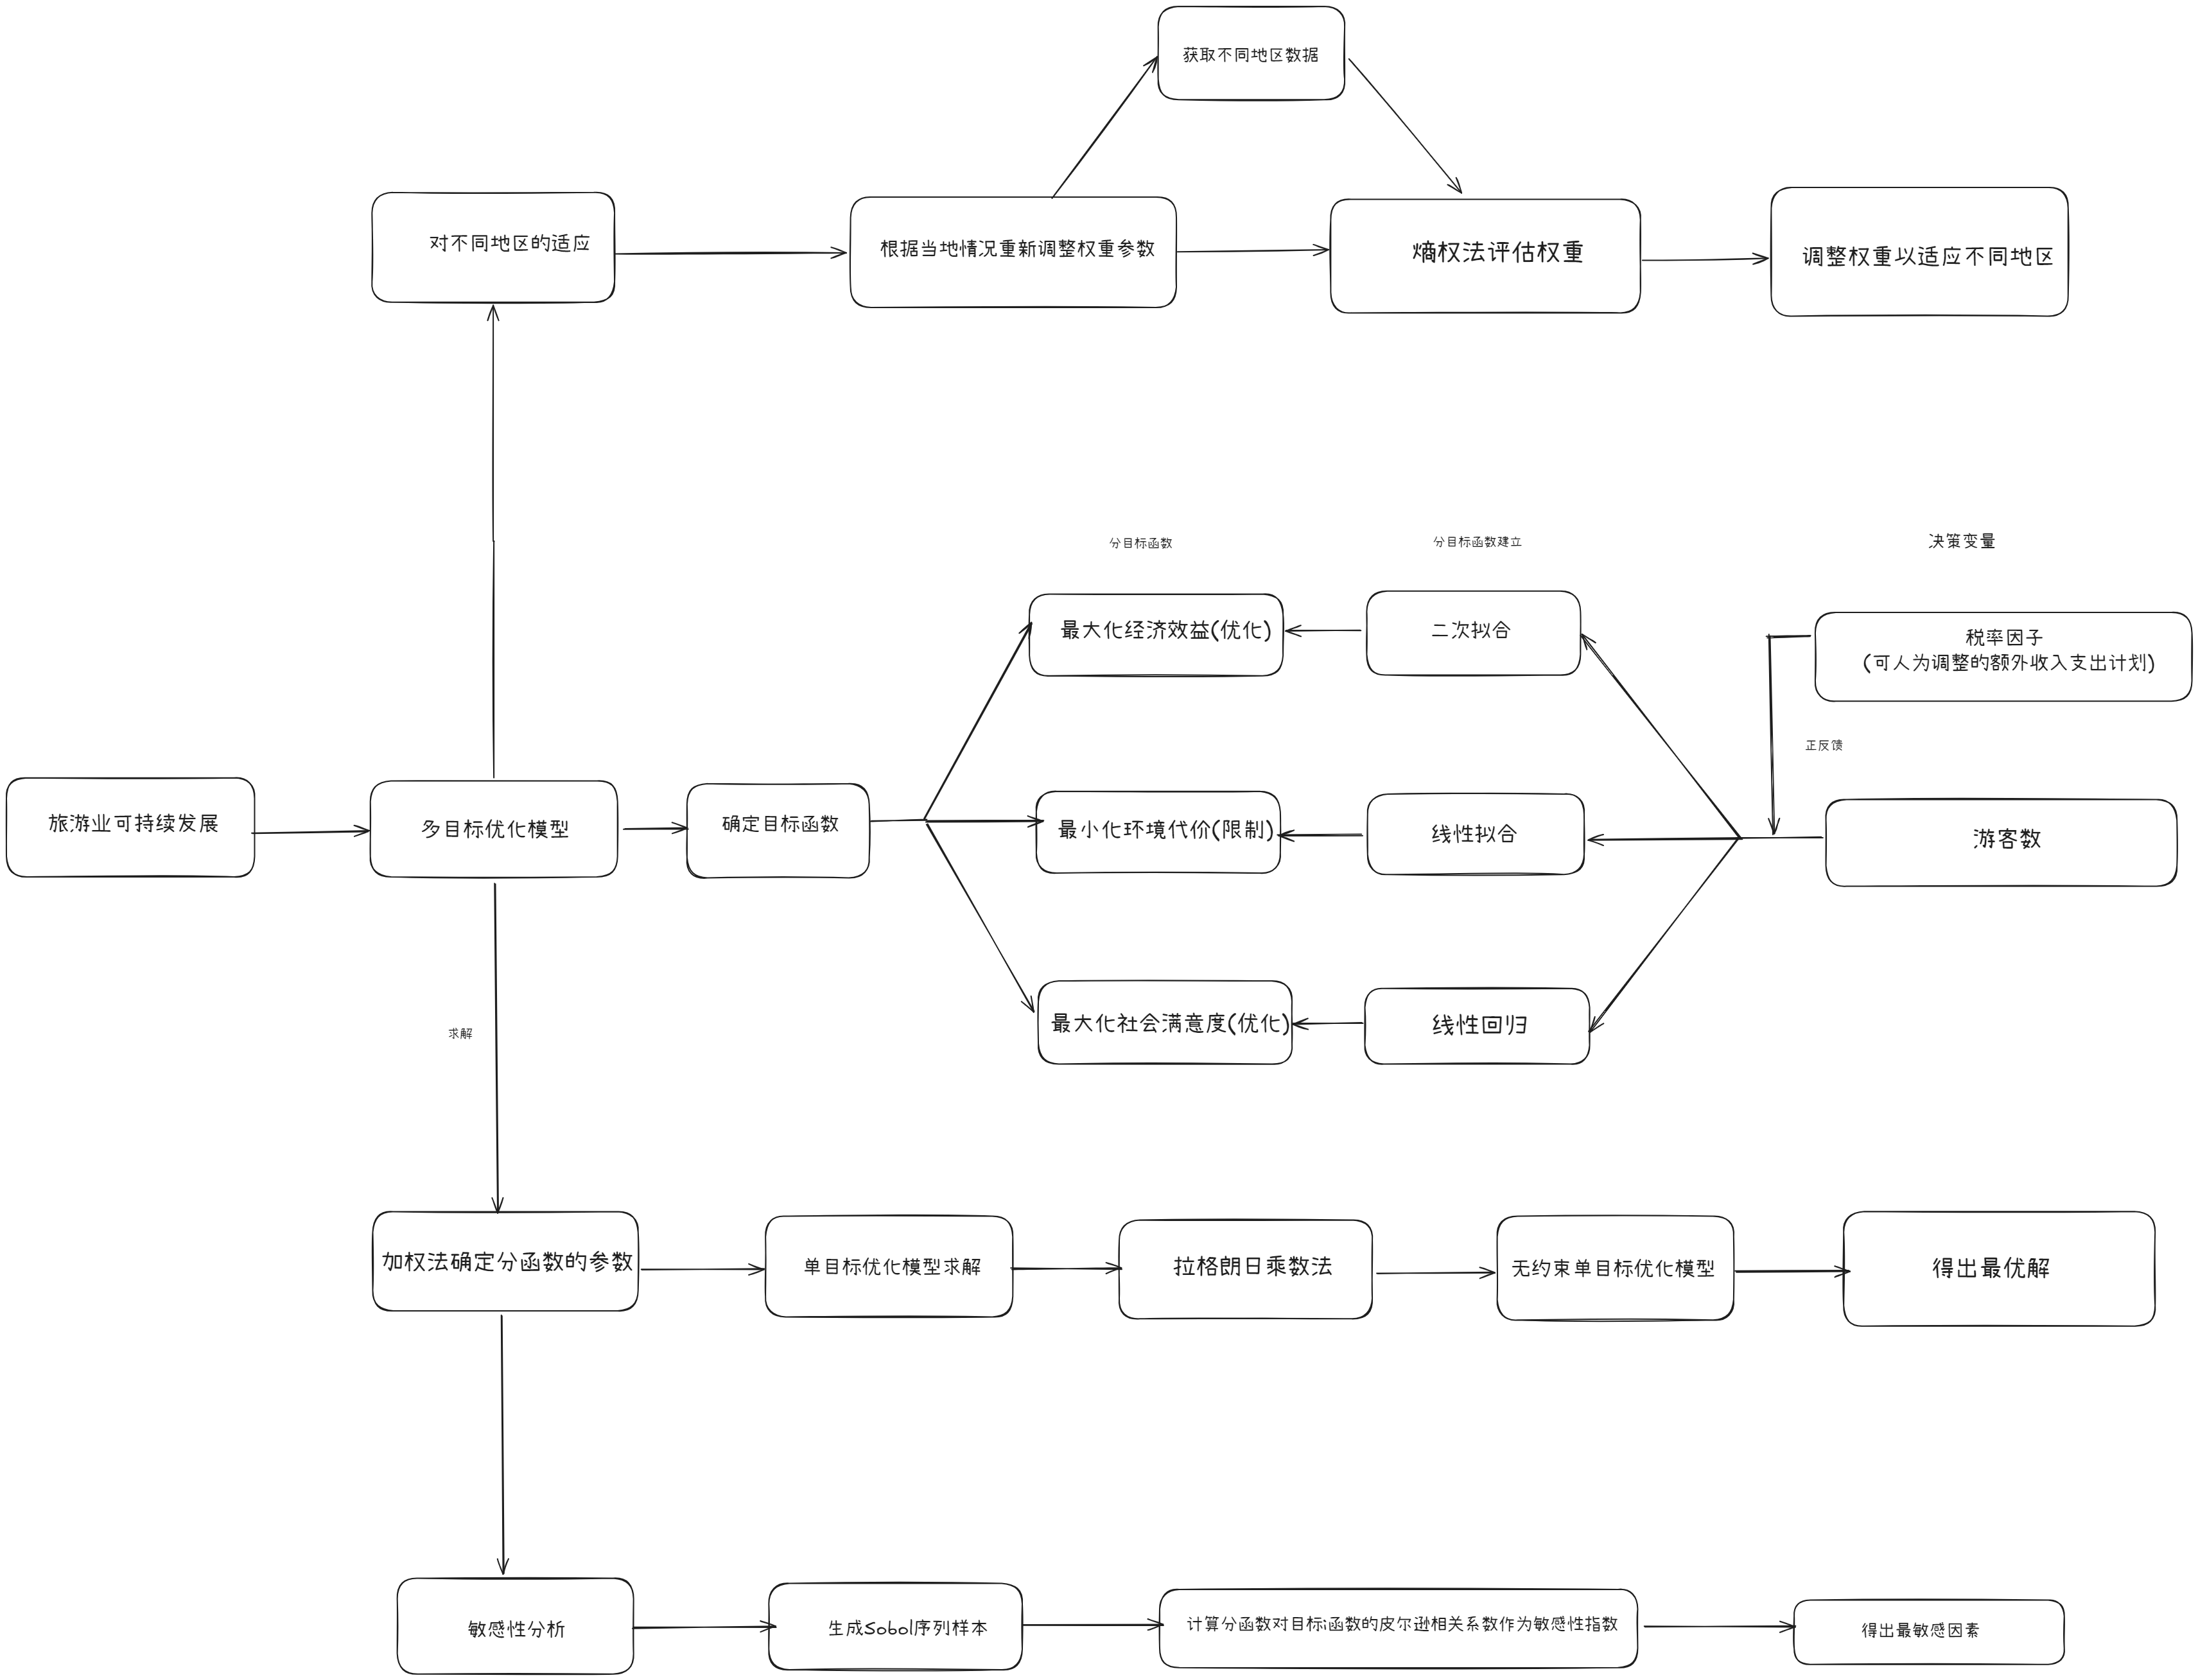 获取不同地区数据
对不同地区的适应
根据当地情况重新调整权重参数
熵权法评估权重
调整权重以适应不同地区
分目标函数
分目标函数建立
决策变量
最大化经济效益(优化)
二次拟合
税率因子
(可人为调整的额外收入支出计划)
正反馈
旅游业可持续发展
多目标优化模型
确定目标函数
最小化环境代价(限制)
线性拟合
游客数
最大化社会满意度(优化)
线性回归
求解
加权法确定分函数的参数
单目标优化模型求解
拉格朗日乘数法
无约束单目标优化模型
得出最优解
敏感性分析
生成Sobol序列样本
计算分函数对目标i函数的皮尔逊相关系数作为敏感性指数
得出最敏感因素